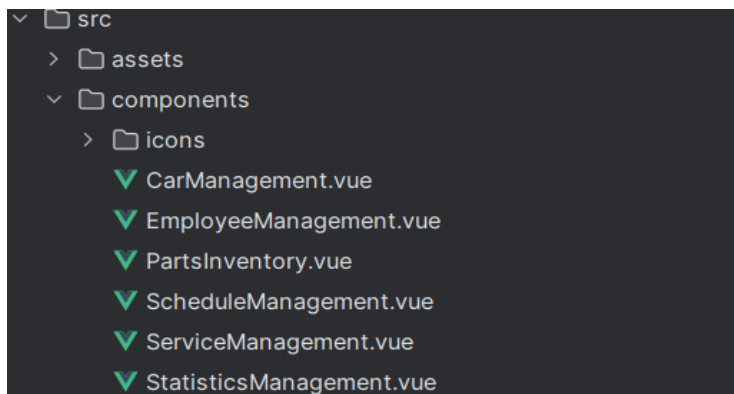 src
assets
components
icons
CarManagement.vue
EmployeeManagement.vue
PartsInventory.vue
ScheduleManagement.vue
ServiceManagement.vue
StatisticsManagement.vue